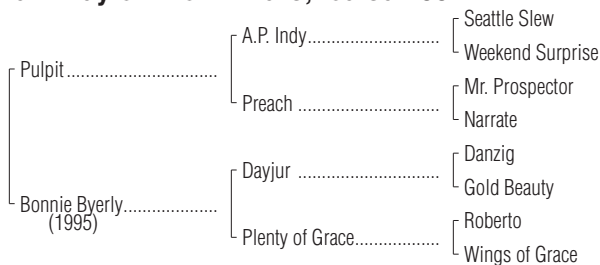 Seattle Slew
A.P. Indy
Weekend Surprise
Pulpit
Mr. Prospector
Preach
Narrate
Danzig
Dayjur
Gold Beauty
Bonnie Byerly
(1995)
Roberto
Plenty of Grace
Wings of Grace